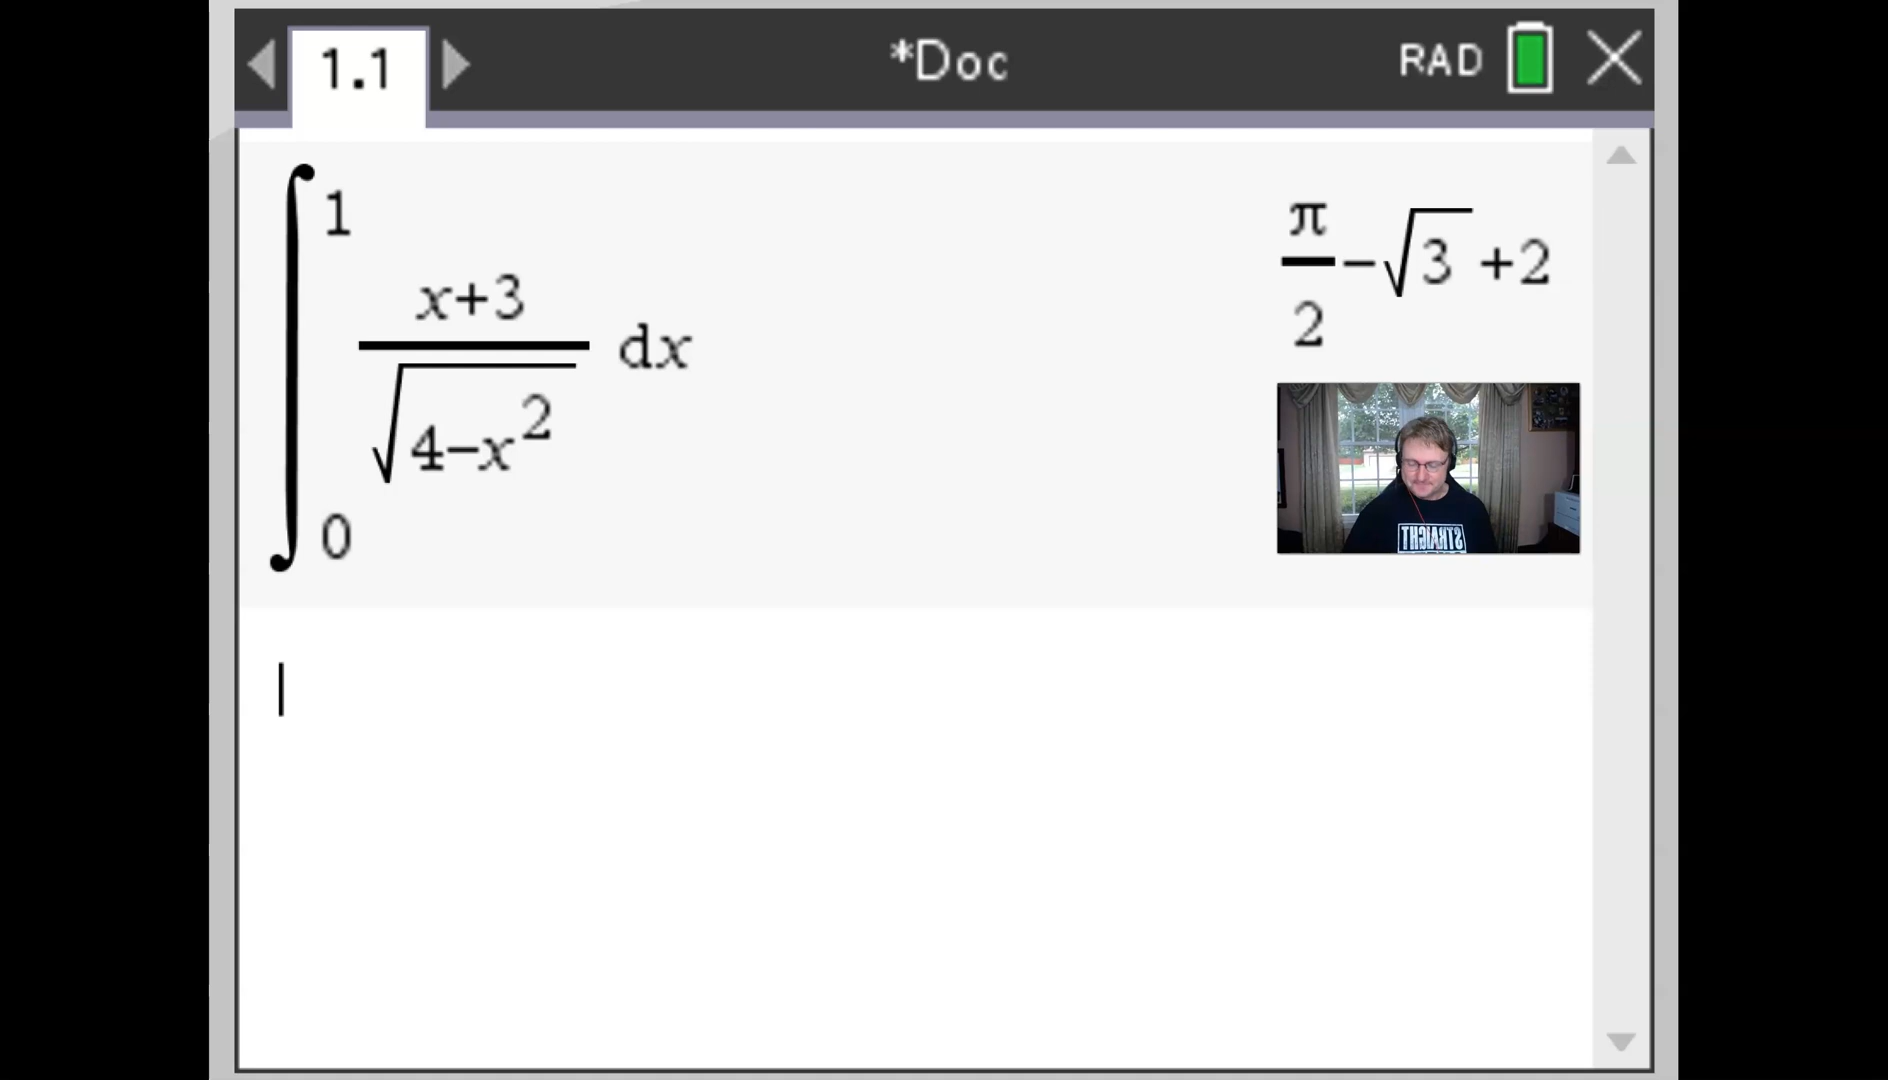 1.1 *Doc RAD
∫₀¹ (x+3)/√(4−x²) dx
π/2−√3+2
STRAIGHT